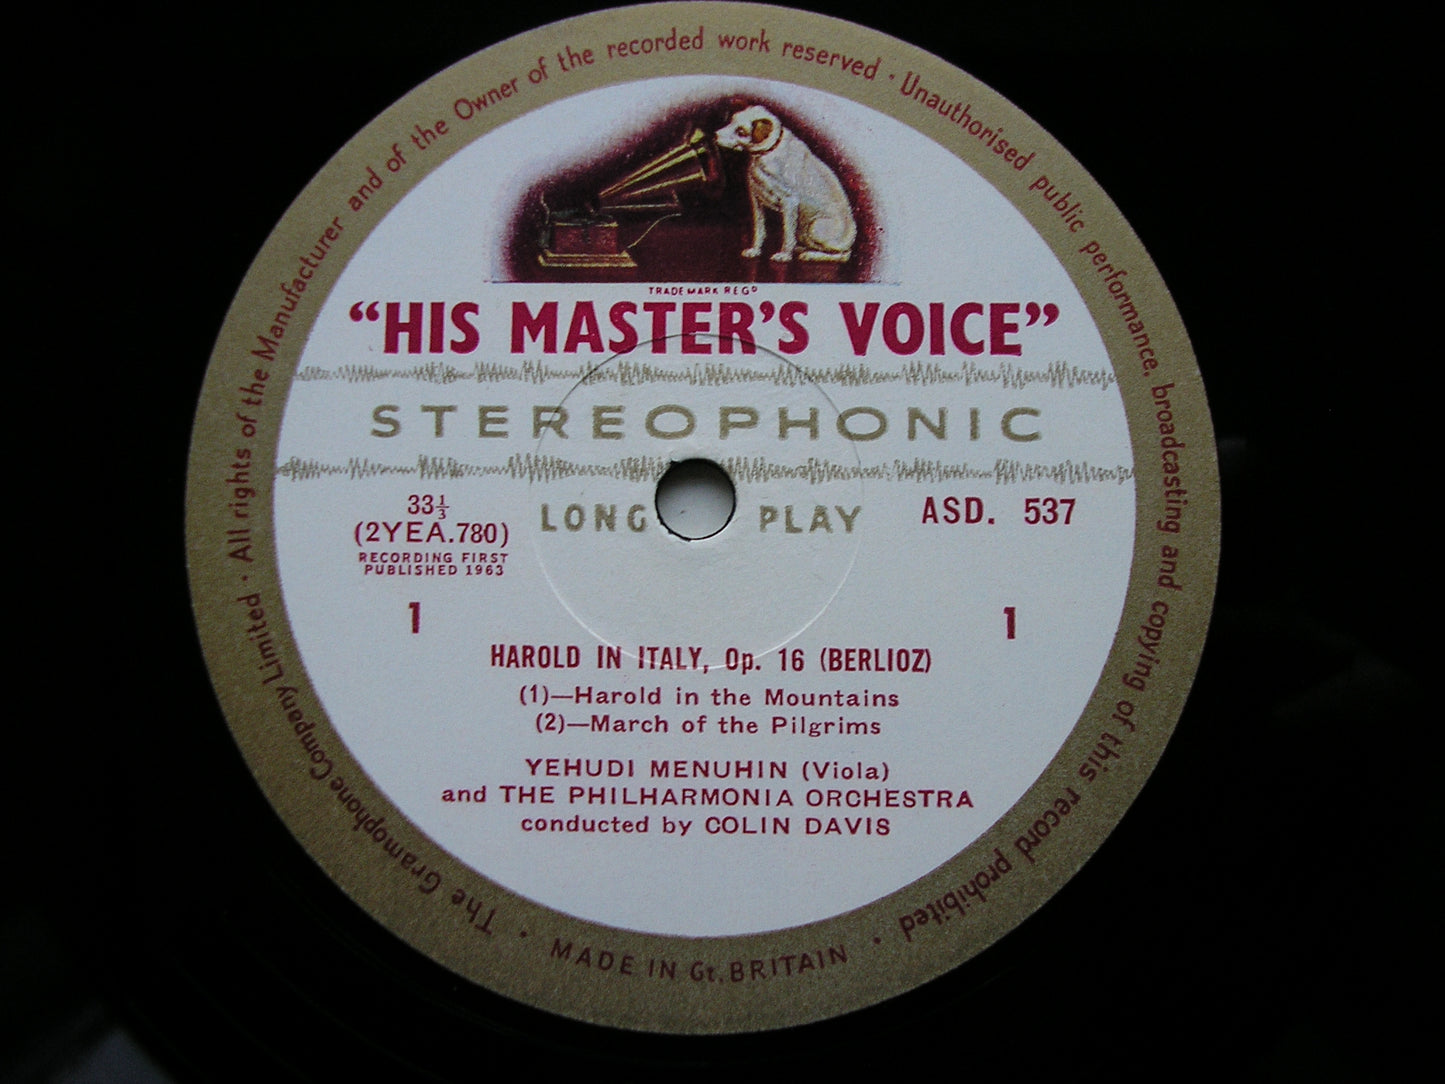 The Gramophone Company Limited · All rights of the Manufacturer and of the Owner of the recorded work reserved · Unauthorised public performance, broadcasting and copying of this record prohibited ·
TRADE MARK REGD
“HIS MASTER'S VOICE”
STEREOPHONIC
LONG PLAY
33⅓
(2YEA.780)
RECORDING FIRST
PUBLISHED 1963
ASD. 537
1
1
HAROLD IN ITALY, Op. 16 (BERLIOZ)
(1)—Harold in the Mountains
(2)—March of the Pilgrims
YEHUDI MENUHIN (Viola)
and THE PHILHARMONIA ORCHESTRA
conducted by COLIN DAVIS
· MADE IN Gt. BRITAIN